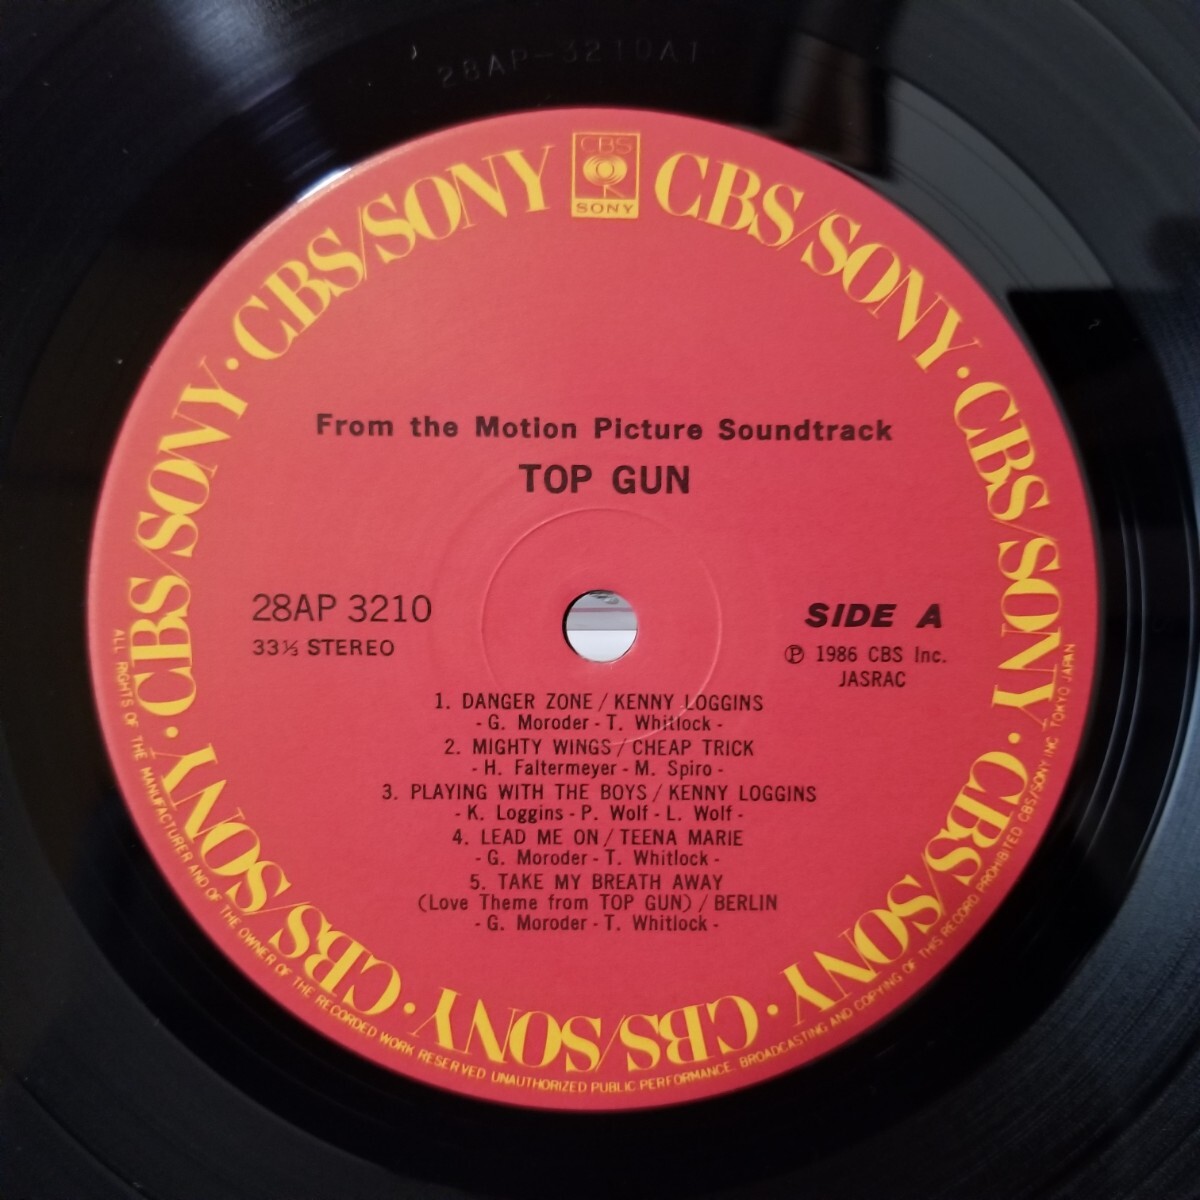 28AP-3210A1
CBS
SONY
CBS/SONY · CBS/SONY · CBS/SONY · CBS/SONY · CBS/SONY · CBS/SONY · CBS/SONY · CBS/SONY
From the Motion Picture Soundtrack
TOP GUN
28AP 3210
33⅓ STEREO
SIDE A
Ⓟ 1986 CBS Inc.
JASRAC
1. DANGER ZONE / KENNY LOGGINS
- G. Moroder - T. Whitlock -
2. MIGHTY WINGS / CHEAP TRICK
- H. Faltermeyer - M. Spiro -
3. PLAYING WITH THE BOYS / KENNY LOGGINS
- K. Loggins - P. Wolf - L. Wolf -
4. LEAD ME ON / TEENA MARIE
- G. Moroder - T. Whitlock -
5. TAKE MY BREATH AWAY
(Love Theme from TOP GUN) / BERLIN
- G. Moroder - T. Whitlock -
ALL RIGHTS OF THE MANUFACTURER AND OF THE OWNER OF THE RECORDED WORK RESERVED UNAUTHORIZED PUBLIC PERFORMANCE. BROADCASTING AND COPYING OF THIS RECORD PROHIBITED CBS/SONY INC TOKYO JAPAN